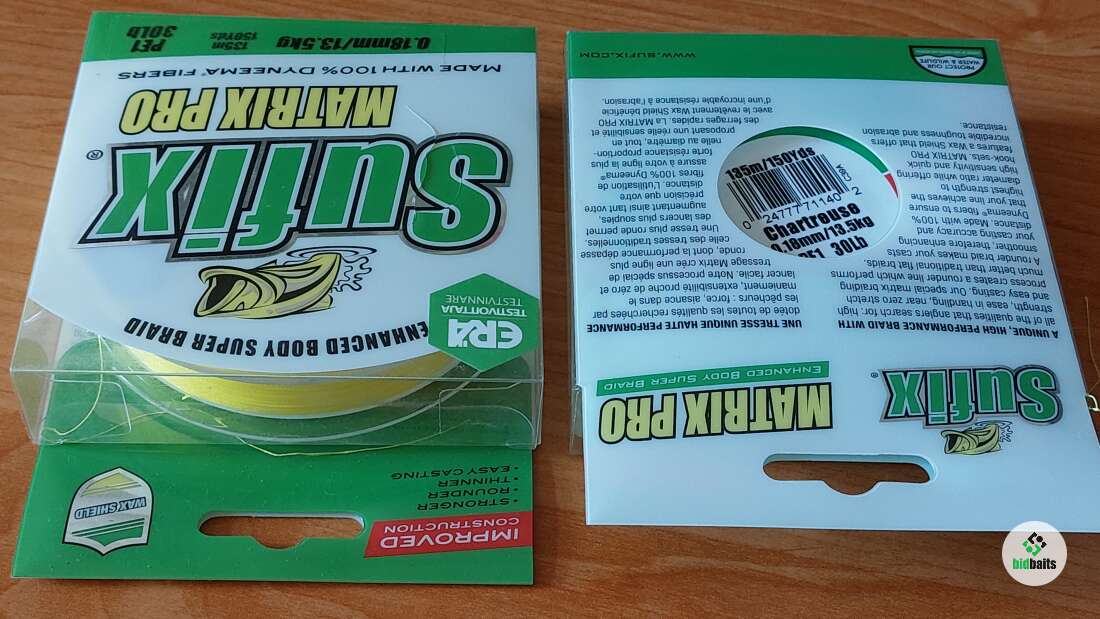 IMPROVED
CONSTRUCTION
• STRONGER
• ROUNDER
• THINNER
• EASY CASTING
WAX SHIELD
ENHANCED BODY SUPER BRAID
ERÄ
TESTVOITTAJA
TESTVINNARE
Sufix®
MATRIX PRO
MADE WITH 100% DYNEEMA® FIBERS
0.18mm/13.5kg 135m 150Yds PE1 30Lb
Sufix®
MATRIX PRO
ENHANCED BODY SUPER BRAID
A UNIQUE, HIGH PERFORMANCE BRAID WITH
all of the qualities that anglers search for: high
strength, ease in handling, near zero stretch
and easy casting. Our special matrix braiding
process creates a rounder line which performs
much better than traditional braids.
A rounder braid makes your casts
smoother, therefore enhancing
your casting accuracy and
distance. Made with 100%
Dyneema® fibers to ensure
that your line achieves the
highest strength to
diameter ratio while offering
high sensitivity and quick
hook-sets. MATRIX PRO
features a Wax Shield that offers
incredible toughness and abrasion
resistance.
UNE TRESSE UNIQUE HAUTE PERFORMANCE
dotée de toutes les qualités recherchées par
les pêcheurs : force, aisance dans le
maniement, extensibilité proche de zéro et
lancer facile. Notre processus spécial de
tressage Matrix crée une ligne plus
ronde, dont la performance dépasse
celle des tresses traditionnelles.
Une tresse plus ronde permet
des lancers plus souples,
augmentant ainsi tant votre
précision que votre
distance. L'utilisation de
fibres 100% Dyneema®
assure à votre ligne la plus
forte résistance proportion-
nelle au diamètre, tout en
proposant une réelle sensibilité et
des ferrages rapides. La MATRIX PRO
avec le revêtement Wax Shield bénéficie
d'une incroyable résistance à l'abrasion.
PE1 30Lb
0.18mm/13.5kg
Chartreuse
0 24777 71140 2
135m/150Yds
PROTECT OUR
WATER & WILDLIFE
WWW.SUFIX.COM
bidbaits